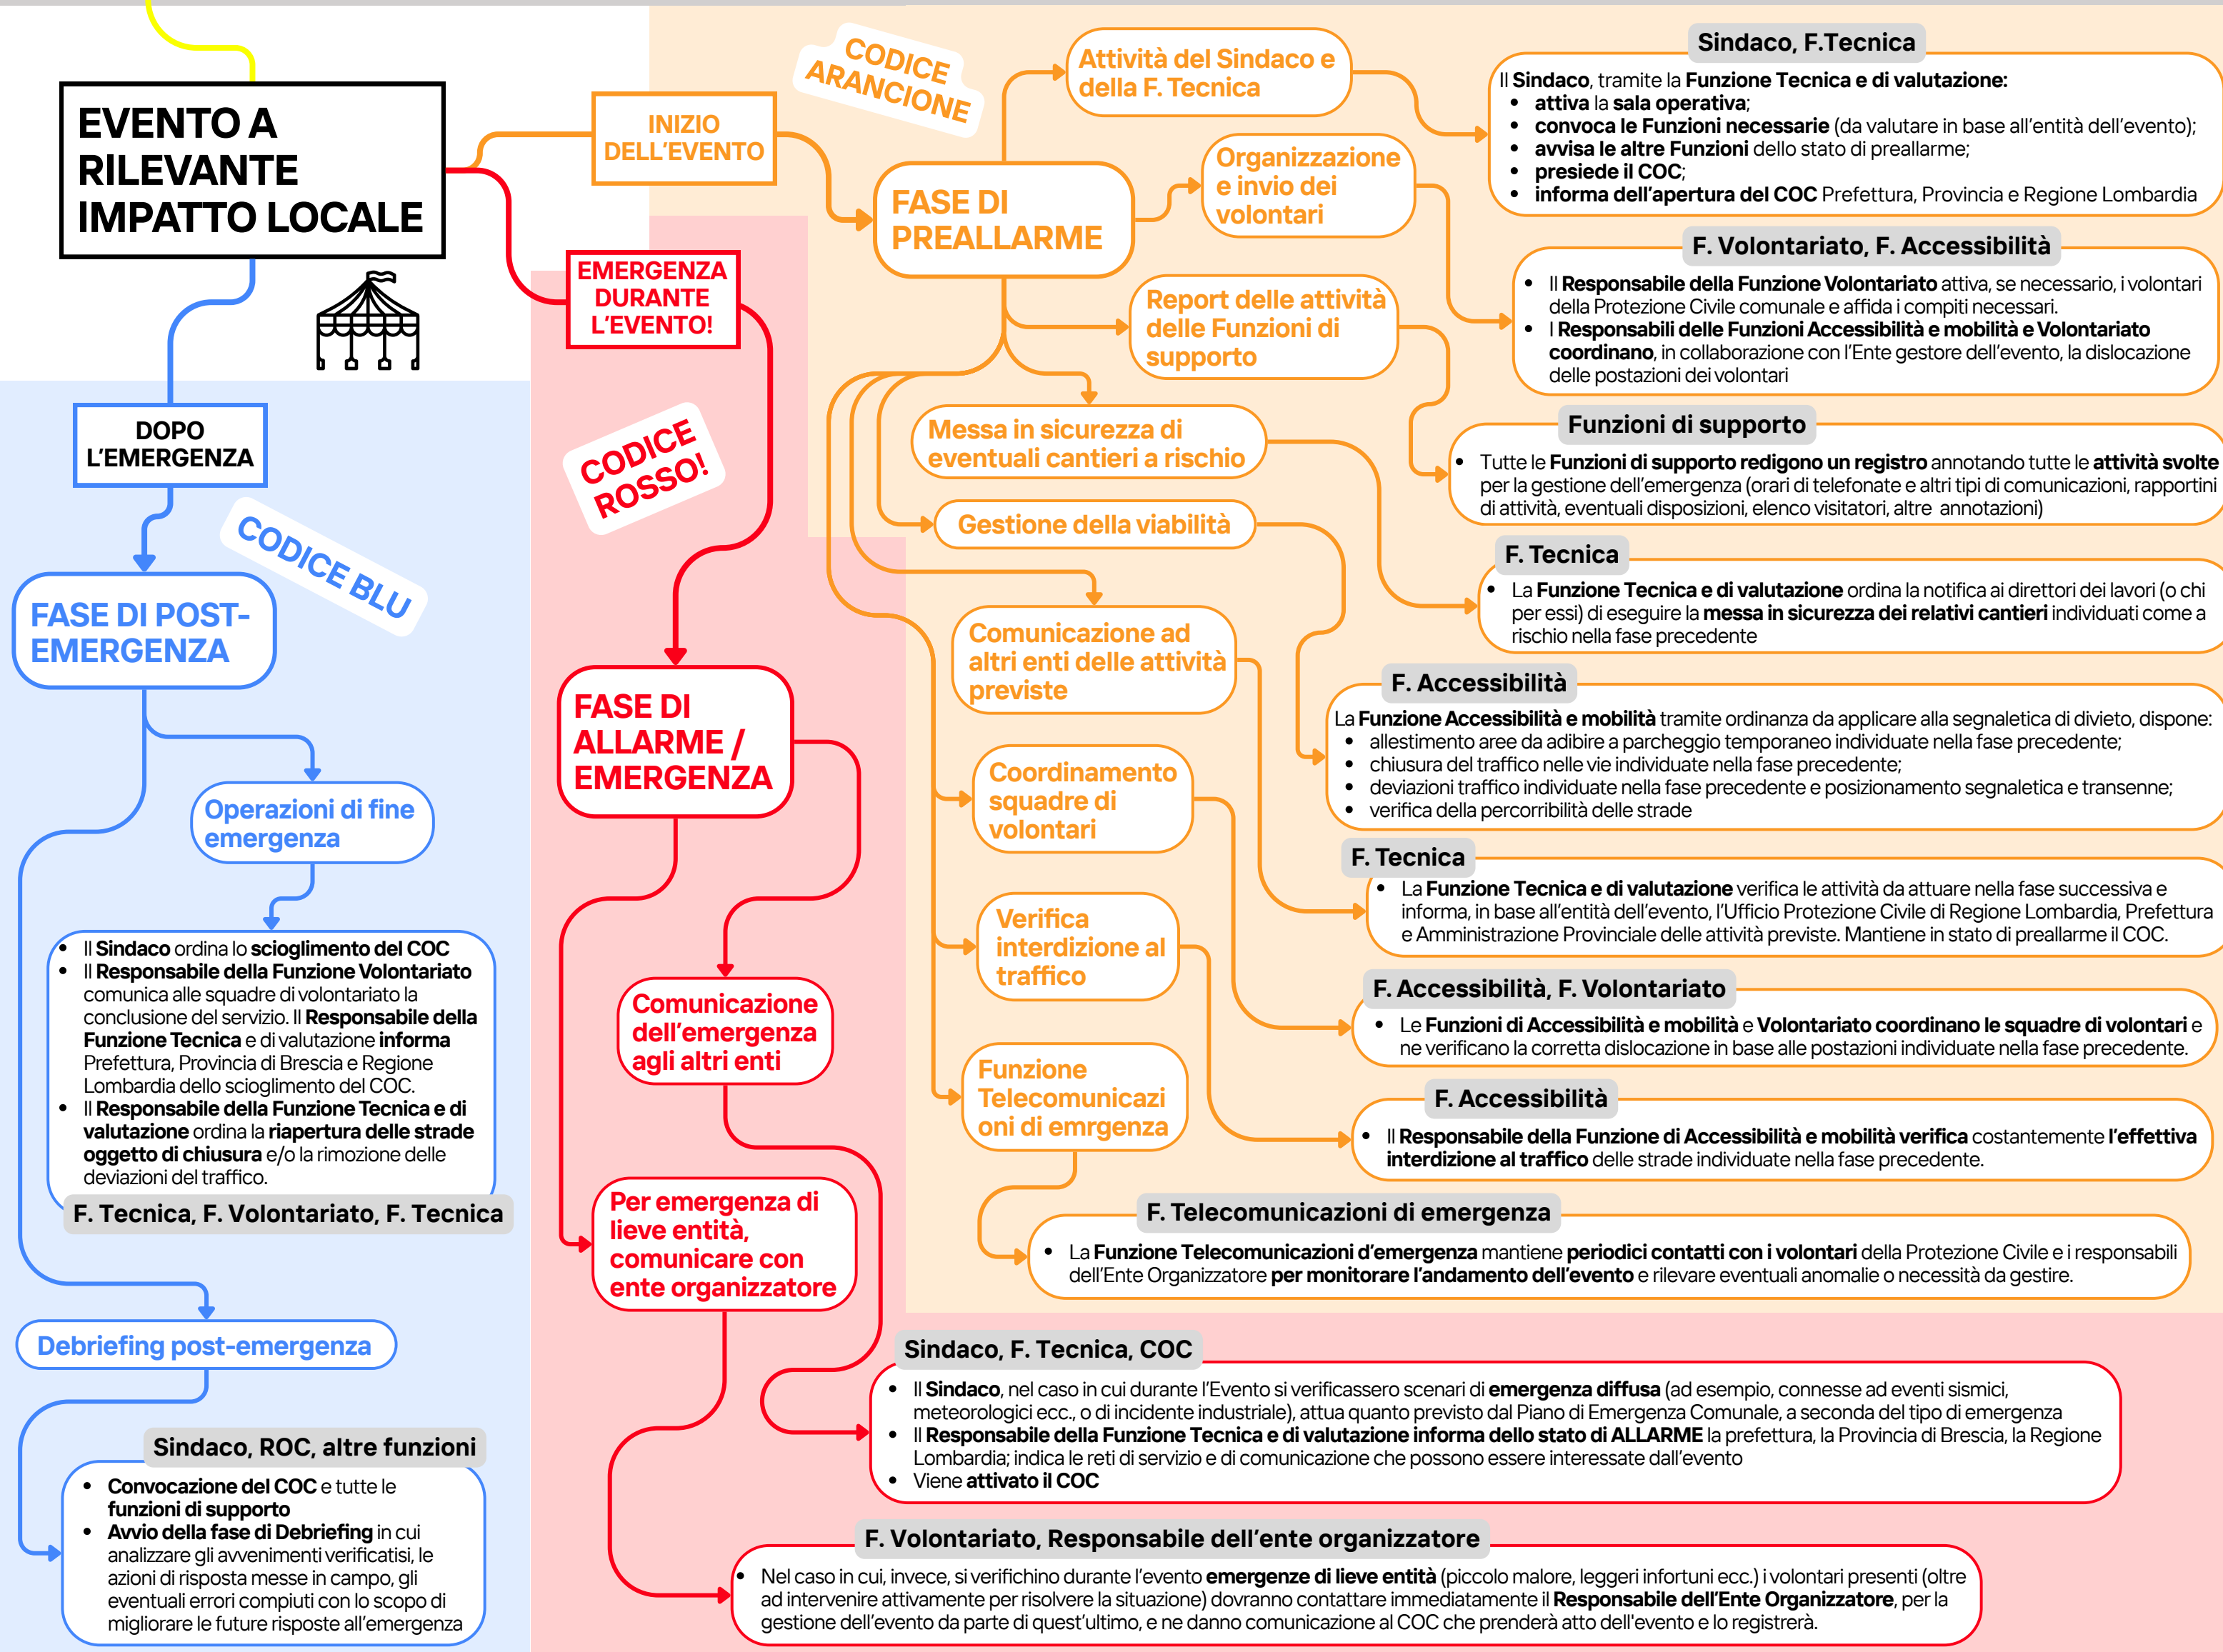 EVENTO A
RILEVANTE
IMPATTO LOCALE
INIZIO
DELL'EVENTO
EMERGENZA
DURANTE
L'EVENTO!
DOPO
L'EMERGENZA
CODICE
ARANCIONE
FASE DI
PREALLARME
Attività del Sindaco e
della F. Tecnica
Organizzazione
e invio dei
volontari
Report delle attività
delle Funzioni di
supporto
Messa in sicurezza di
eventuali cantieri a rischio
Gestione della viabilità
Comunicazione ad
altri enti delle attività
previste
Coordinamento
squadre di
volontari
Verifica
interdizione al
traffico
Funzione
Telecomunicazi
oni di emrgenza
Sindaco, F.Tecnica
Il Sindaco, tramite la Funzione Tecnica e di valutazione:
• attiva la sala operativa;
• convoca le Funzioni necessarie (da valutare in base all'entità dell'evento);
• avvisa le altre Funzioni dello stato di preallarme;
• presiede il COC;
• informa dell'apertura del COC Prefettura, Provincia e Regione Lombardia
F. Volontariato, F. Accessibilità
• Il Responsabile della Funzione Volontariato attiva, se necessario, i volontari
della Protezione Civile comunale e affida i compiti necessari.
• I Responsabili delle Funzioni Accessibilità e mobilità e Volontariato
coordinano, in collaborazione con l'Ente gestore dell'evento, la dislocazione
delle postazioni dei volontari
Funzioni di supporto
• Tutte le Funzioni di supporto redigono un registro annotando tutte le attività svolte
per la gestione dell'emergenza (orari di telefonate e altri tipi di comunicazioni, rapportini
di attività, eventuali disposizioni, elenco visitatori, altre annotazioni)
F. Tecnica
• La Funzione Tecnica e di valutazione ordina la notifica ai direttori dei lavori (o chi
per essi) di eseguire la messa in sicurezza dei relativi cantieri individuati come a
rischio nella fase precedente
F. Accessibilità
La Funzione Accessibilità e mobilità tramite ordinanza da applicare alla segnaletica di divieto, dispone:
• allestimento aree da adibire a parcheggio temporaneo individuate nella fase precedente;
• chiusura del traffico nelle vie individuate nella fase precedente;
• deviazioni traffico individuate nella fase precedente e posizionamento segnaletica e transenne;
• verifica della percorribilità delle strade
F. Tecnica
• La Funzione Tecnica e di valutazione verifica le attività da attuare nella fase successiva e
informa, in base all'entità dell'evento, l'Ufficio Protezione Civile di Regione Lombardia, Prefettura
e Amministrazione Provinciale delle attività previste. Mantiene in stato di preallarme il COC.
F. Accessibilità, F. Volontariato
• Le Funzioni di Accessibilità e mobilità e Volontariato coordinano le squadre di volontari e
ne verificano la corretta dislocazione in base alle postazioni individuate nella fase precedente.
F. Accessibilità
• Il Responsabile della Funzione di Accessibilità e mobilità verifica costantemente l'effettiva
interdizione al traffico delle strade individuate nella fase precedente.
F. Telecomunicazioni di emergenza
• La Funzione Telecomunicazioni d'emergenza mantiene periodici contatti con i volontari della Protezione Civile e i responsabili
dell'Ente Organizzatore per monitorare l'andamento dell'evento e rilevare eventuali anomalie o necessità da gestire.
CODICE
ROSSO!
FASE DI
ALLARME /
EMERGENZA
Comunicazione
dell'emergenza
agli altri enti
Per emergenza di
lieve entità,
comunicare con
ente organizzatore
Sindaco, F. Tecnica, COC
• Il Sindaco, nel caso in cui durante l'Evento si verificassero scenari di emergenza diffusa (ad esempio, connesse ad eventi sismici,
meteorologici ecc., o di incidente industriale), attua quanto previsto dal Piano di Emergenza Comunale, a seconda del tipo di emergenza
• Il Responsabile della Funzione Tecnica e di valutazione informa dello stato di ALLARME la prefettura, la Provincia di Brescia, la Regione
Lombardia; indica le reti di servizio e di comunicazione che possono essere interessate dall'evento
• Viene attivato il COC
F. Volontariato, Responsabile dell'ente organizzatore
• Nel caso in cui, invece, si verifichino durante l'evento emergenze di lieve entità (piccolo malore, leggeri infortuni ecc.) i volontari presenti (oltre
ad intervenire attivamente per risolvere la situazione) dovranno contattare immediatamente il Responsabile dell'Ente Organizzatore, per la
gestione dell'evento da parte di quest'ultimo, e ne danno comunicazione al COC che prenderà atto dell'evento e lo registrerà.
CODICE BLU
FASE DI POST-
EMERGENZA
Operazioni di fine
emergenza
• Il Sindaco ordina lo scioglimento del COC
• Il Responsabile della Funzione Volontariato
comunica alle squadre di volontariato la
conclusione del servizio. Il Responsabile della
Funzione Tecnica e di valutazione informa
Prefettura, Provincia di Brescia e Regione
Lombardia dello scioglimento del COC.
• Il Responsabile della Funzione Tecnica e di
valutazione ordina la riapertura delle strade
oggetto di chiusura e/o la rimozione delle
deviazioni del traffico.
F. Tecnica, F. Volontariato, F. Tecnica
Debriefing post-emergenza
Sindaco, ROC, altre funzioni
• Convocazione del COC e tutte le
funzioni di supporto
• Avvio della fase di Debriefing in cui
analizzare gli avvenimenti verificatisi, le
azioni di risposta messe in campo, gli
eventuali errori compiuti con lo scopo di
migliorare le future risposte all'emergenza